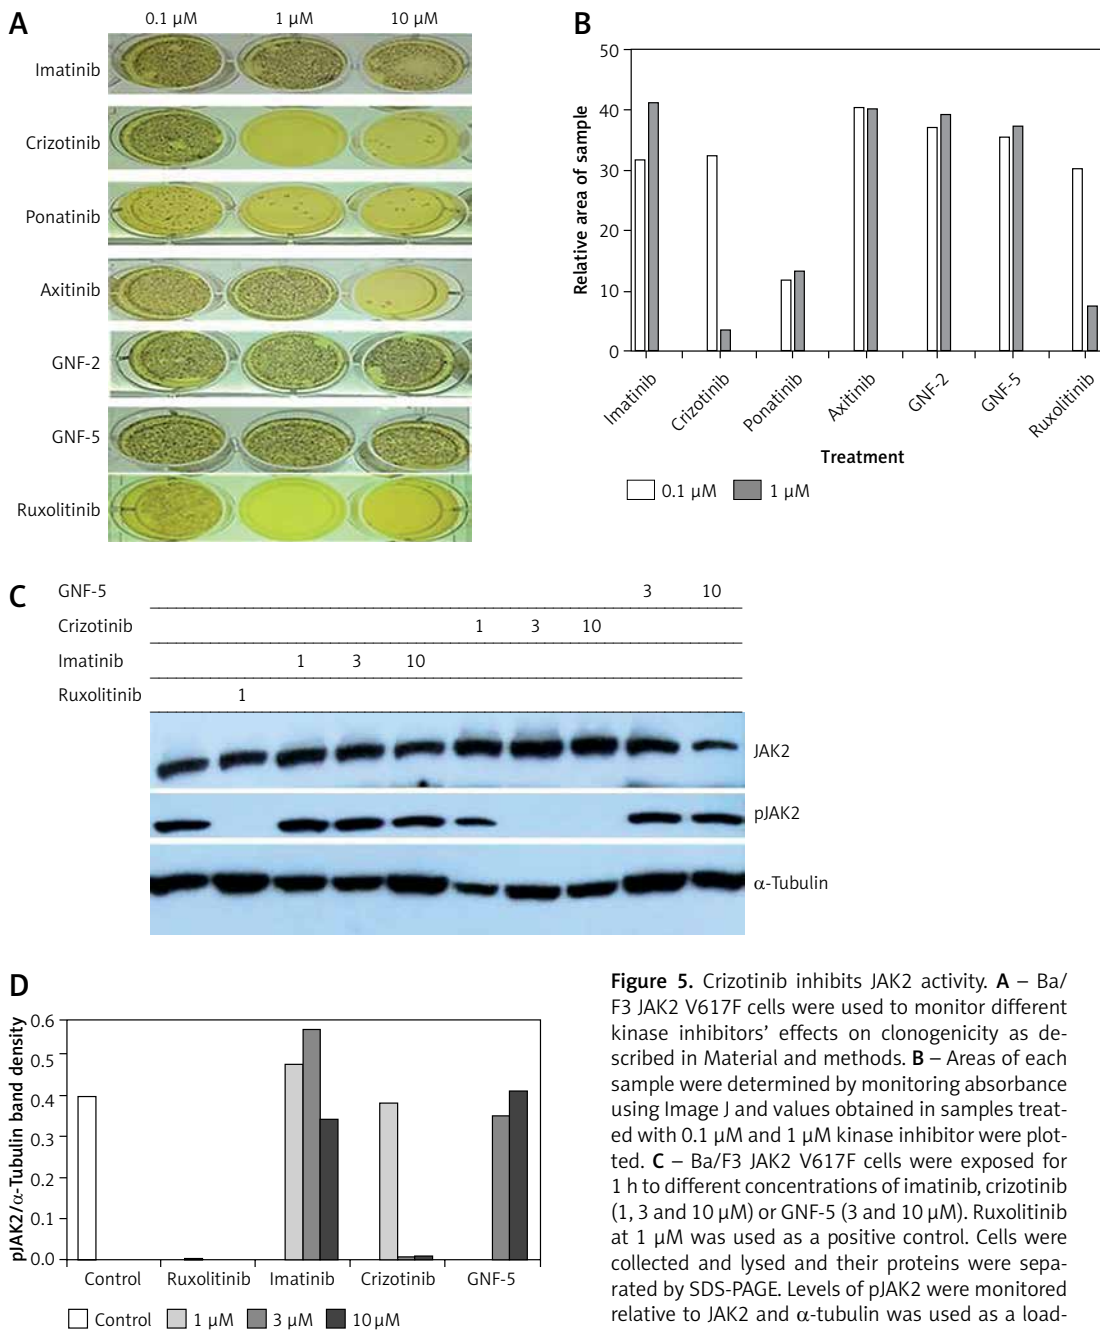 A
0.1 µM 1 µM 10 µM
Imatinib
Crizotinib
Ponatinib
Axitinib
GNF-2
GNF-5
Ruxolitinib
B
Relative area of sample
50
40
30
20
10
0
Imatinib
Crizotinib
Ponatinib
Axitinib
GNF-2
GNF-5
Ruxolitinib
Treatment
0.1 µM 1 µM
C
GNF-5 3 10
Crizotinib 1 3 10
Imatinib 1 3 10
Ruxolitinib 1
JAK2
pJAK2
α-Tubulin
D
pJAK2/α-Tubulin band density
0.6
0.5
0.4
0.3
0.2
0.1
0.0
Control Ruxolitinib Imatinib Crizotinib GNF-5
Control 1 µM 3 µM 10 µM
Figure 5. Crizotinib inhibits JAK2 activity. A – Ba/
F3 JAK2 V617F cells were used to monitor different
kinase inhibitors' effects on clonogenicity as de-
scribed in Material and methods. B – Areas of each
sample were determined by monitoring absorbance
using Image J and values obtained in samples treat-
ed with 0.1 µM and 1 µM kinase inhibitor were plot-
ted. C – Ba/F3 JAK2 V617F cells were exposed for
1 h to different concentrations of imatinib, crizotinib
(1, 3 and 10 µM) or GNF-5 (3 and 10 µM). Ruxolitinib
at 1 µM was used as a positive control. Cells were
collected and lysed and their proteins were sepa-
rated by SDS-PAGE. Levels of pJAK2 were monitored
relative to JAK2 and α-tubulin was used as a load-